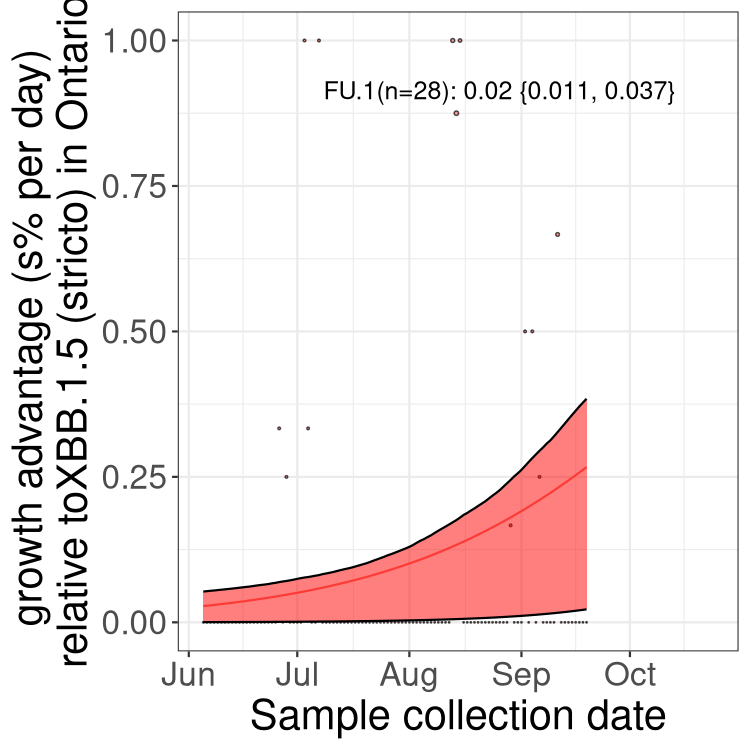 growth advantage (s% per day)
relative toXBB.1.5 (stricto) in Ontario
1.00
0.75
0.50
0.25
0.00
FU.1(n=28): 0.02 {0.011, 0.037}
Jun Jul Aug Sep Oct
Sample collection date